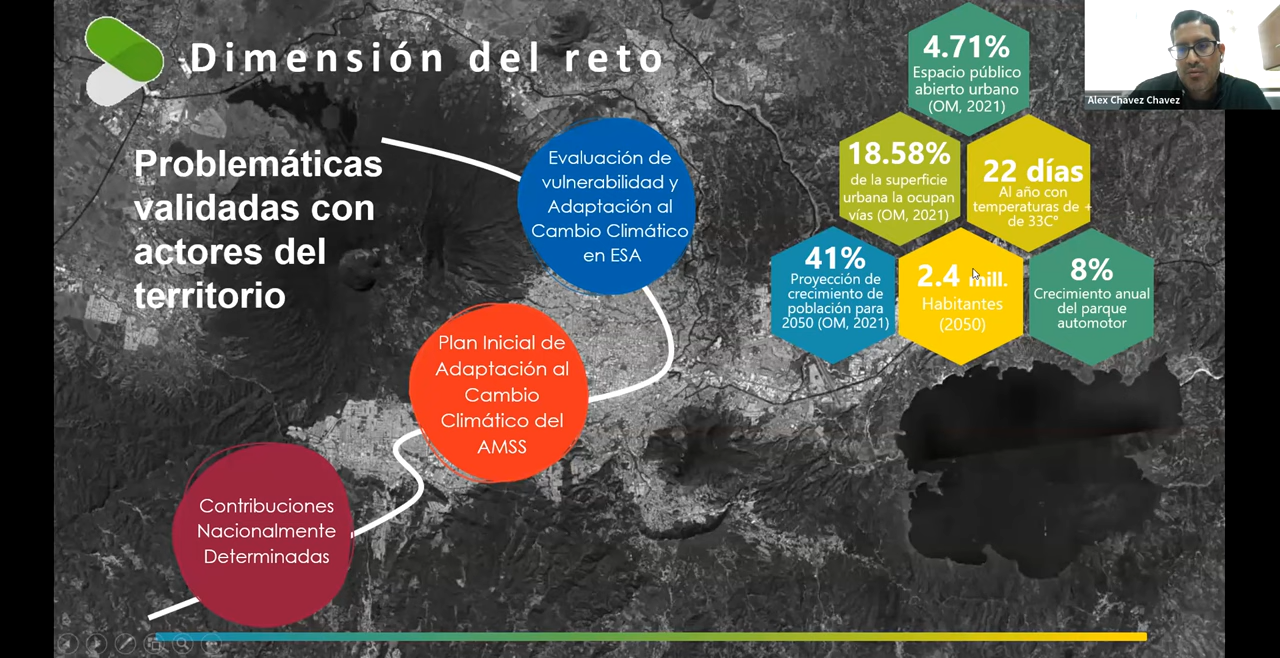 Dimensión del reto
Problemáticas
validadas con
actores del
territorio
Evaluación de
vulnerabilidad y
Adaptación al
Cambio Climático
en ESA
Plan Inicial de
Adaptación al
Cambio
Climático del
AMSS
Contribuciones
Nacionalmente
Determinadas
4.71%
Espacio público
abierto urbano
(OM, 2021)
18.58%
de la superficie
urbana la ocupan
vías (OM, 2021)
22 días
Al año con
temperaturas de +
de 33C°
41%
Proyección de
crecimiento de
población para
2050 (OM, 2021)
2.4 mill.
Habitantes
(2050)
8%
Crecimiento anual
del parque
automotor
Alex Chavez Chavez